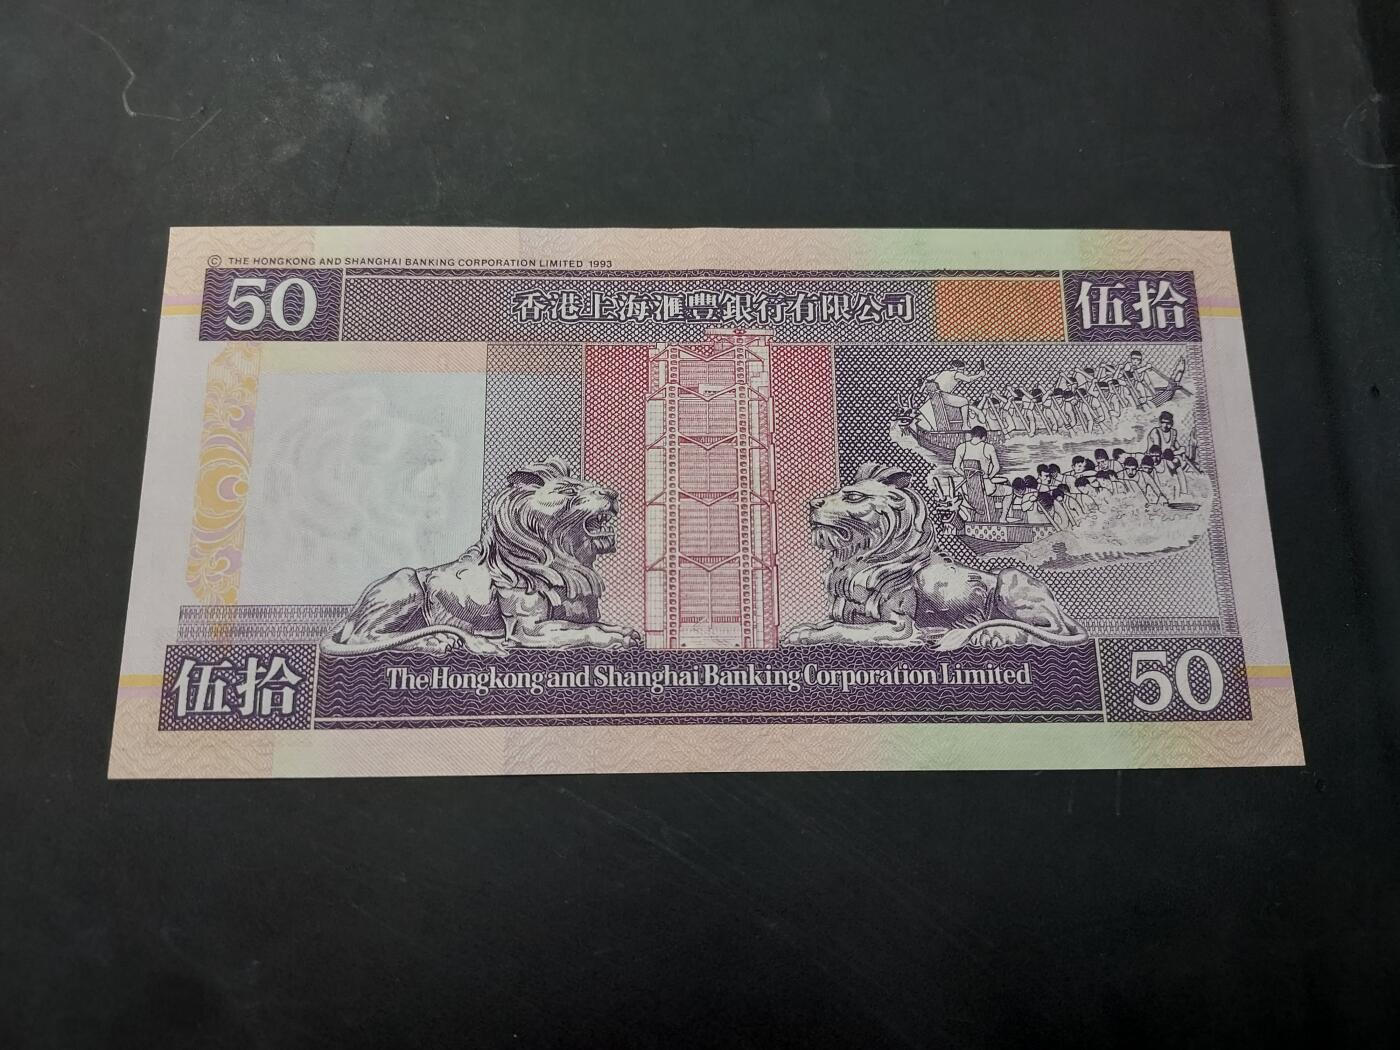 © THE HONGKONG AND SHANGHAI BANKING CORPORATION LIMITED 1993
50 香港上海滙豐銀行有限公司 伍拾
伍拾 The Hongkong and Shanghai Banking Corporation Limited 50